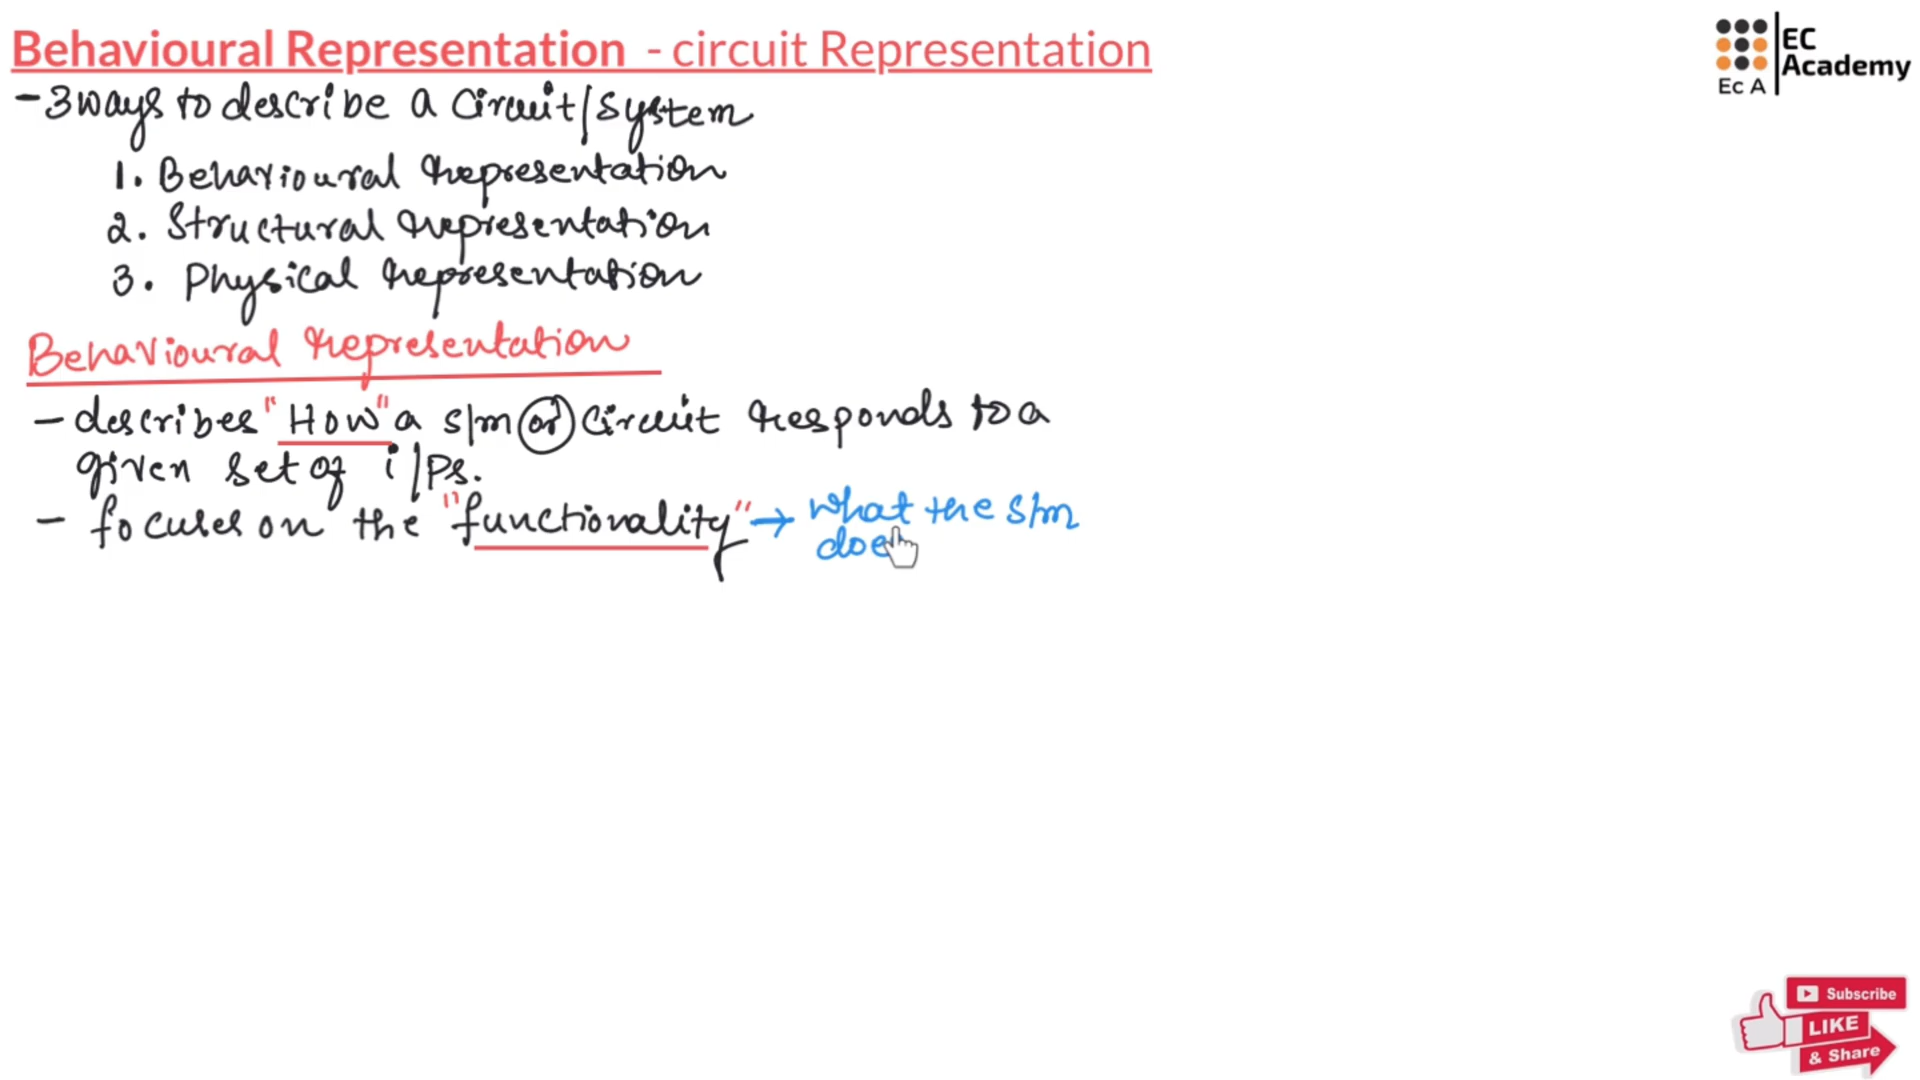 Behavioural Representation - circuit Representation
EC
Academy
Ec A
- 3 ways to describe a circuit/system
1. Behavioural Representation
2. Structural Representation
3. Physical Representation
Behavioural Representation
- describes "How" a s/m or circuit Responds to a
given set of i/Ps.
- focuses on the "functionality" → what the s/m
doe
Subscribe
LIKE
& Share